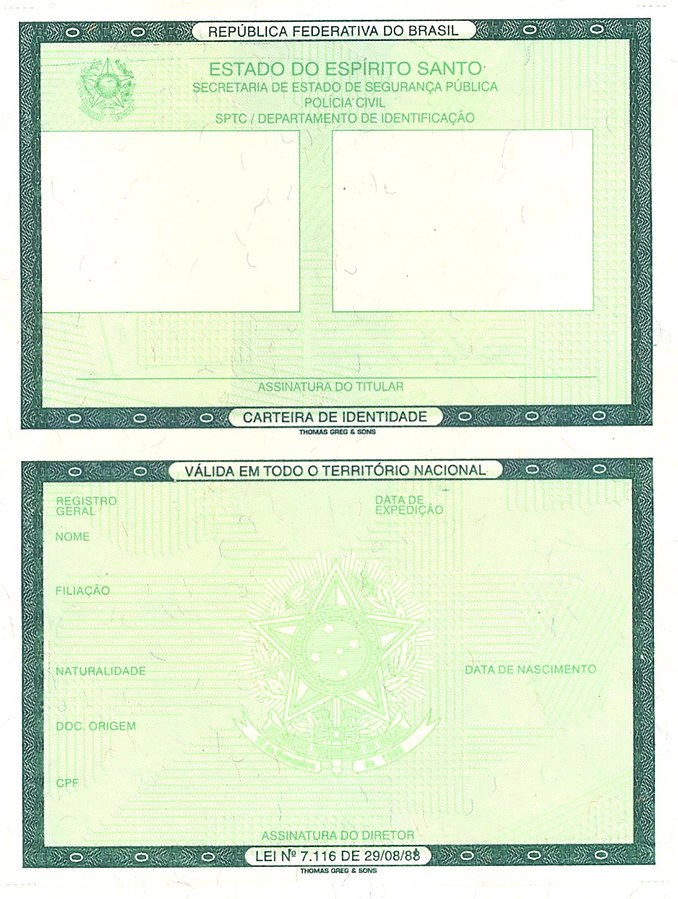 REPÚBLICA FEDERATIVA DO BRASIL
ESTADO DO ESPÍRITO SANTO
SECRETARIA DE ESTADO DE SEGURANÇA PÚBLICA
POLÍCIA CIVIL
SPTC / DEPARTAMENTO DE IDENTIFICAÇÃO
ASSINATURA DO TITULAR
CARTEIRA DE IDENTIDADE
THOMAS GREG & SONS
VÁLIDA EM TODO O TERRITÓRIO NACIONAL
REGISTRO
GERAL
DATA DE
EXPEDIÇÃO
NOME
FILIAÇÃO
NATURALIDADE
DATA DE NASCIMENTO
DOC. ORIGEM
CPF
ASSINATURA DO DIRETOR
LEI Nº 7.116 DE 29/08/83
THOMAS GREG & SONS